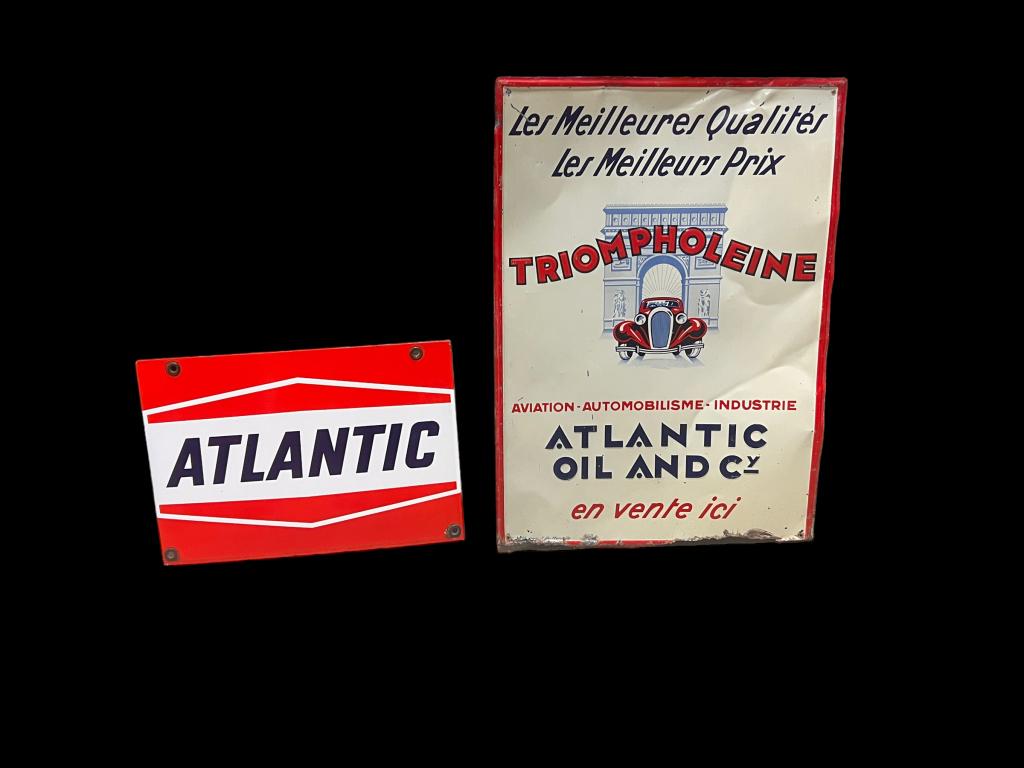 ATLANTIC
Les Meilleures Qualités
Les Meilleurs Prix
TRIOMPHOLEINE
AVIATION - AUTOMOBILISME - INDUSTRIE
ATLANTIC
OIL AND Cy
en vente ici